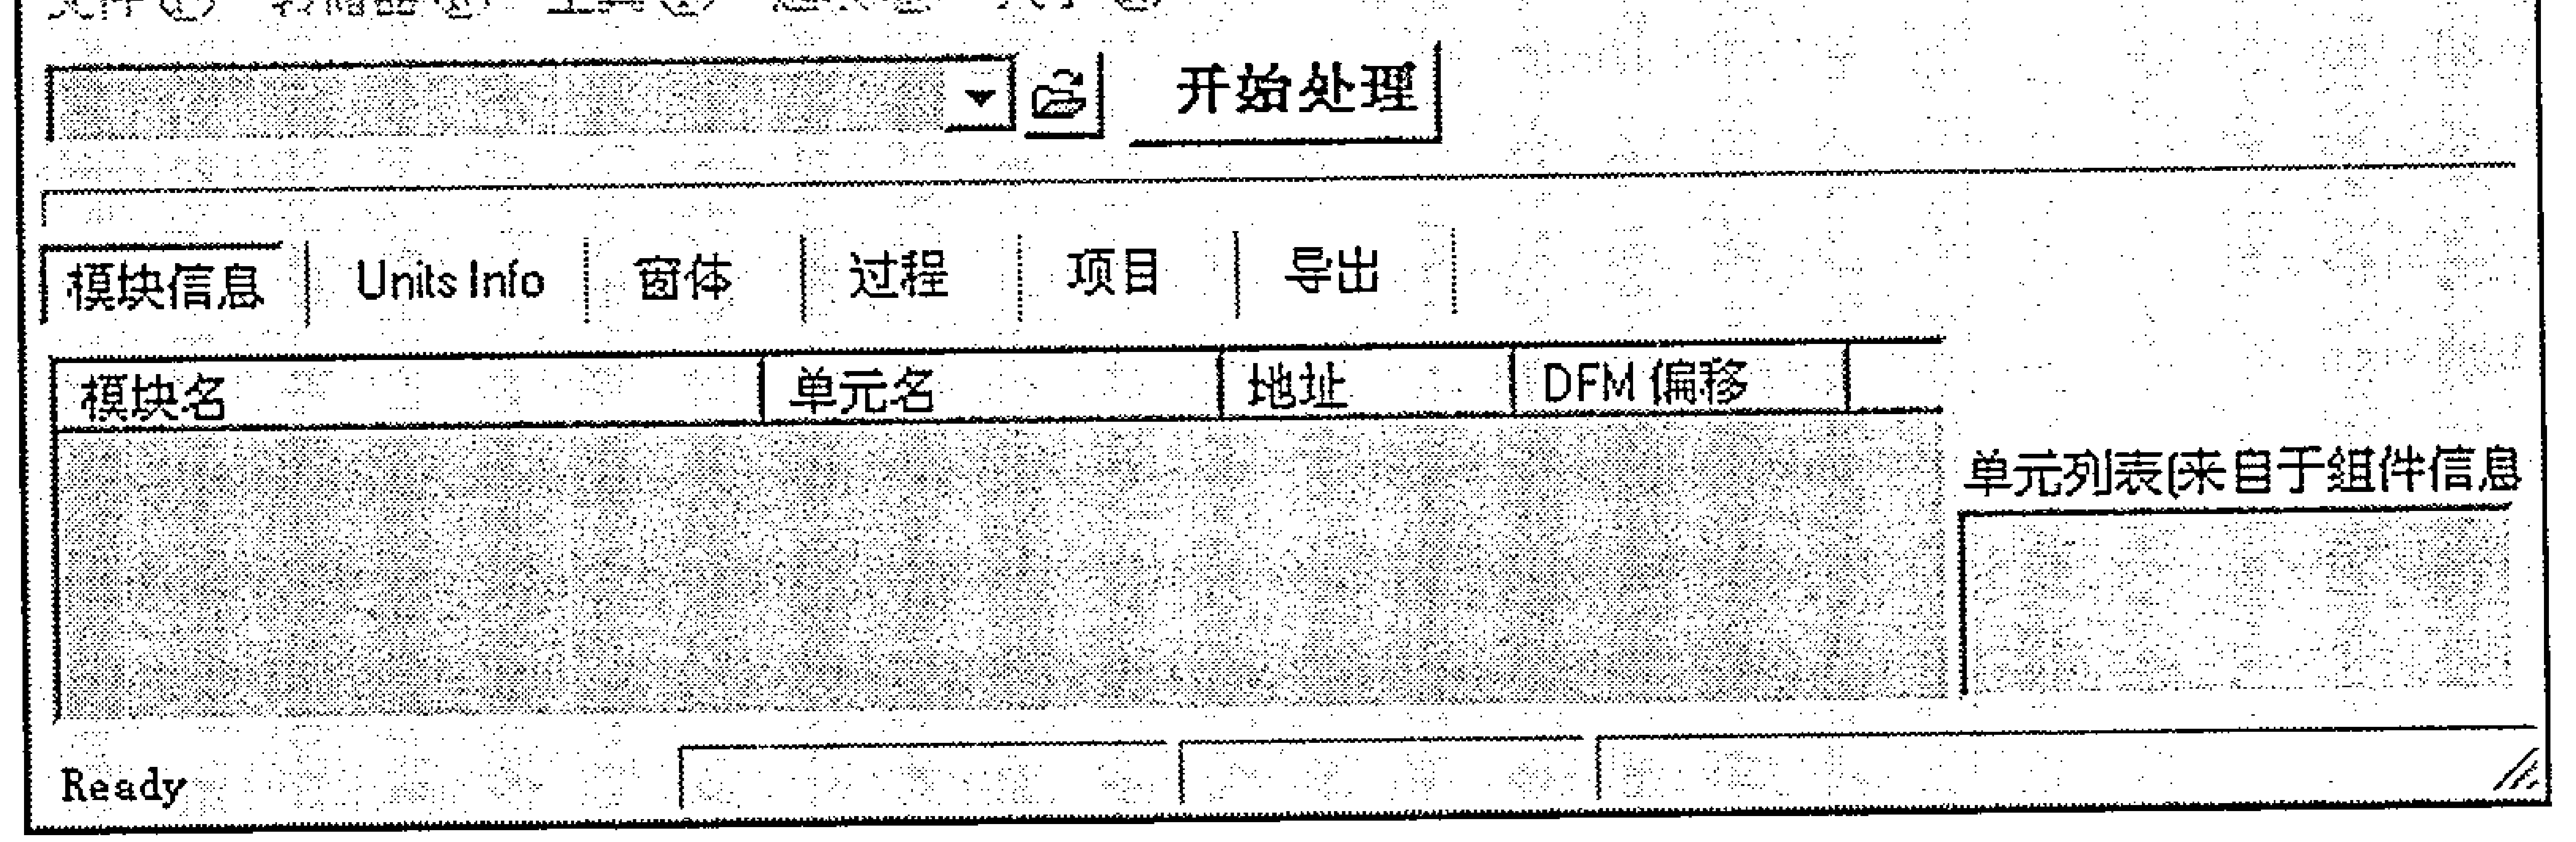 开始处理
模块信息 Units Info 窗体 过程 项目 导出
模块名 单元名 地址 DFM 偏移
单元列表(来自于组件信息
Ready